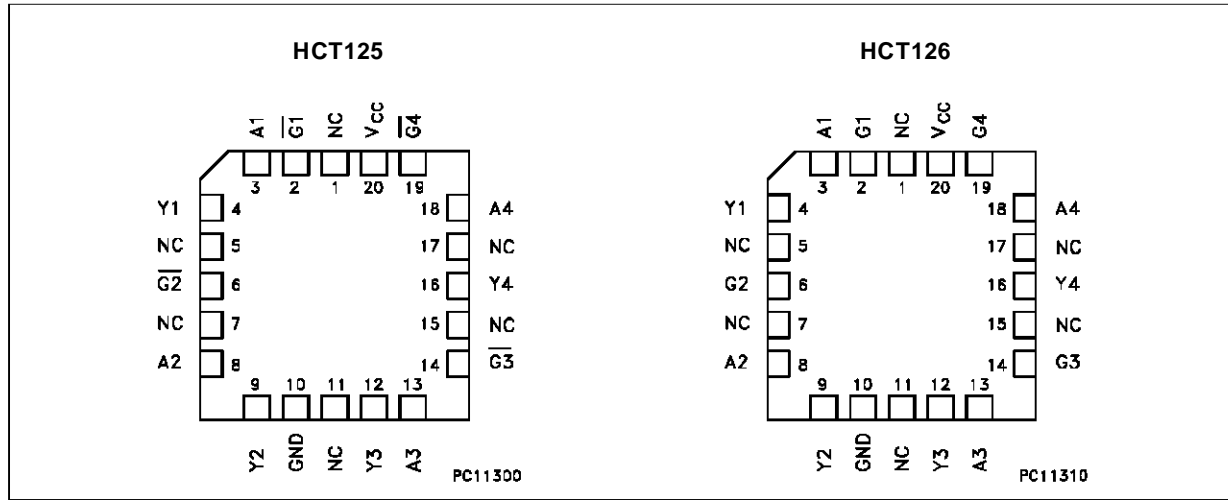 HCT125
A1 G̅1̅ NC VCC G̅4̅
3 2 1 20 19
Y1 4 18 A4
NC 5 17 NC
G̅2̅ 6 16 Y4
NC 7 15 NC
A2 8 14 G̅3̅
9 10 11 12 13
Y2 GND NC Y3 A3
PC11300
HCT126
A1 G1 NC VCC G4
3 2 1 20 19
Y1 4 18 A4
NC 5 17 NC
G2 6 16 Y4
NC 7 15 NC
A2 8 14 G3
9 10 11 12 13
Y2 GND NC Y3 A3
PC11310